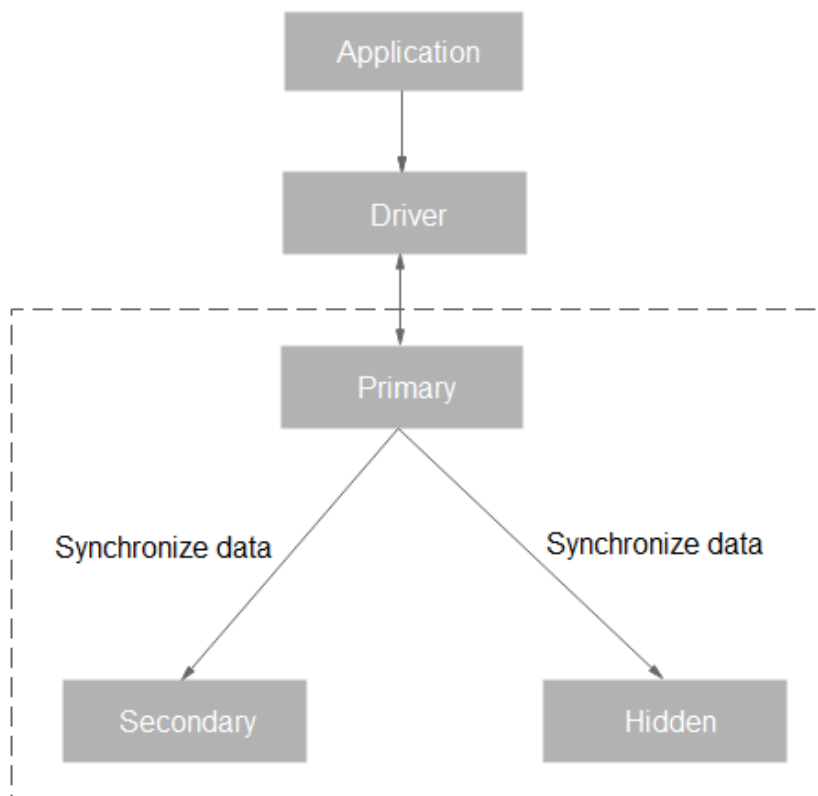 Application
Driver
Primary
Synchronize data
Synchronize data
Secondary
Hidden